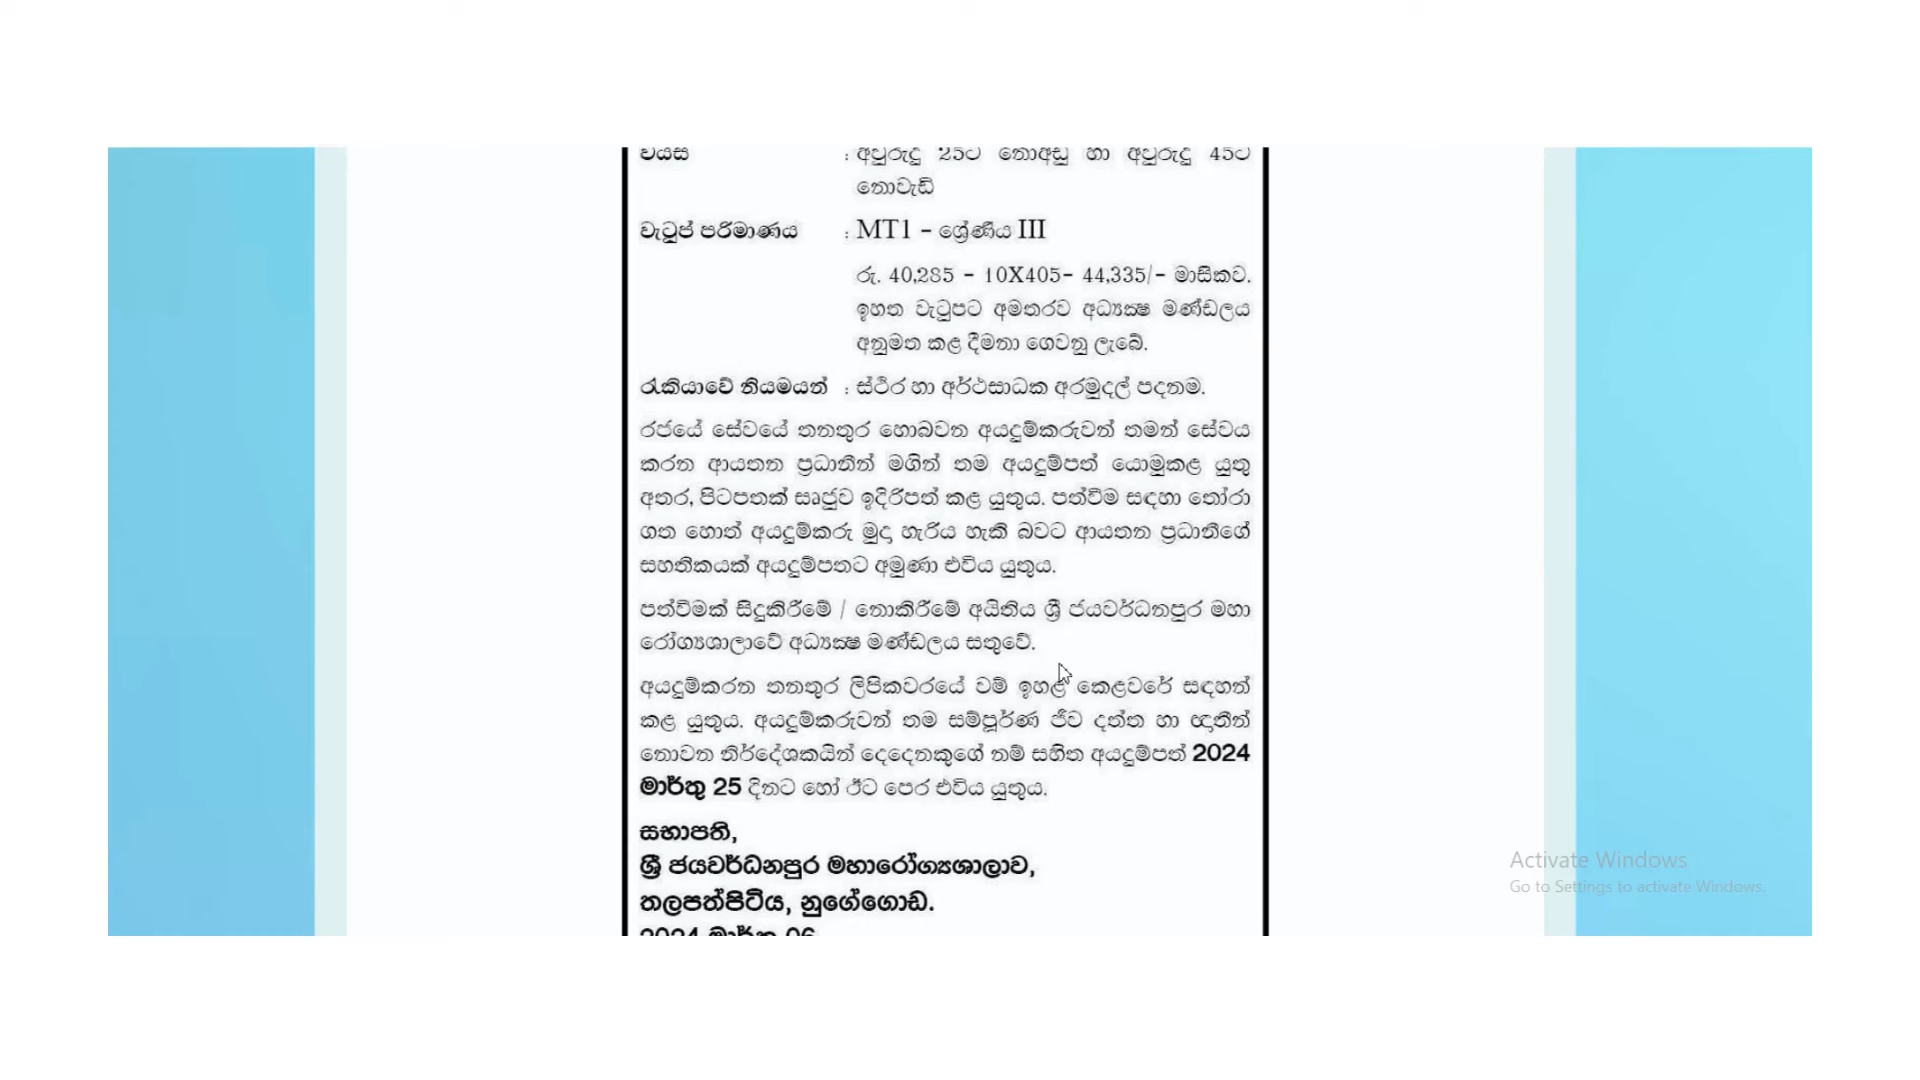 වයස : අවුරුදු 25ට නොඅඩු හා අවුරුදු 45ට
නොවැඩි
වැටුප් පරිමාණය : MT1 - ශ්‍රේණිය III
රු. 40,285 - 10X405- 44,335/- මාසිකව.
ඉහත වැටුපට අමතරව අධ්‍යක්‍ෂ මණ්ඩලය
අනුමත කළ දීමනා ගෙවනු ලැබේ.
රැකියාවේ නියමයන් : ස්ථිර හා අර්ථසාධක අරමුදල් පදනම.
රජයේ සේවයේ තනතුර හොබවන අයදුම්කරුවන් තමන් සේවය
කරන ආයතන ප්‍රධානීන් මගින් තම අයදුම්පත් යොමුකළ යුතු
අතර, පිටපතක් සෘජුව ඉදිරිපත් කළ යුතුය. පත්වීම සඳහා තෝරා
ගත හොත් අයදුම්කරු මුදා හැරිය හැකි බවට ආයතන ප්‍රධානීගේ
සහතිකයක් අයදුම්පතට අමුණා එවිය යුතුය.
පත්වීමක් සිදුකිරීමේ / නොකිරීමේ අයිතිය ශ්‍රී ජයවර්ධනපුර මහා
රෝග්‍යශාලාවේ අධ්‍යක්‍ෂ මණ්ඩලය සතුවේ.
අයදුම්කරන තනතුර ලිපිකවරයේ වම් ඉහළ කෙළවරේ සඳහන්
කළ යුතුය. අයදුම්කරුවන් තම සම්පූර්ණ ජීව දත්ත හා ඥාතීන්
නොවන නිර්දේශකයින් දෙදෙනකුගේ නම් සහිත අයදුම්පත් 2024
මාර්තු 25 දිනට හෝ ඊට පෙර එවිය යුතුය.
සභාපති,
ශ්‍රී ජයවර්ධනපුර මහාරෝග්‍යශාලාව,
තලපත්පිටිය, නුගේගොඩ.
2024 මාර්තු 06
Activate Windows
Go to Settings to activate Windows.